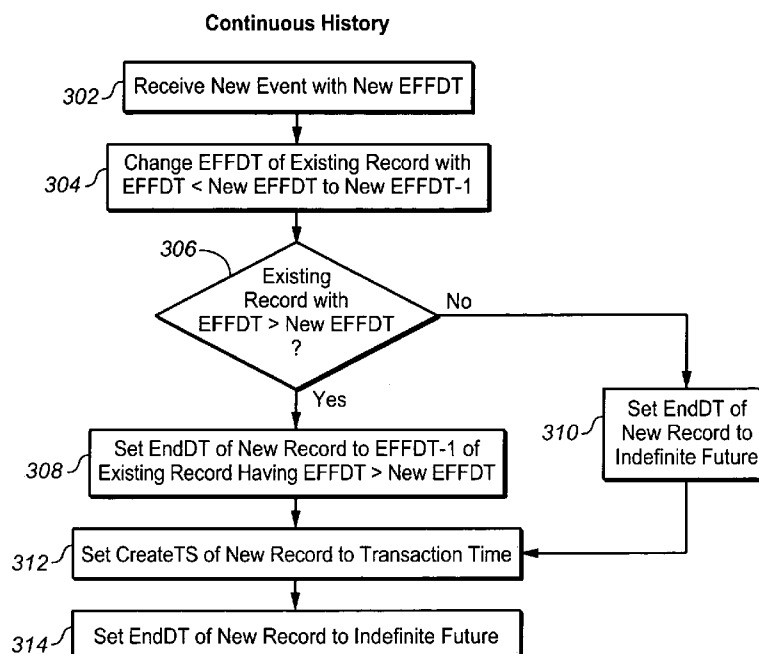 Continuous History
302
Receive New Event with New EFFDT
304
Change EFFDT of Existing Record with
EFFDT < New EFFDT to New EFFDT-1
306
Existing
Record with
EFFDT > New EFFDT
?
No
Yes
308
Set EndDT of New Record to EFFDT-1 of
Existing Record Having EFFDT > New EFFDT
310
Set EndDT of
New Record to
Indefinite Future
312
Set CreateTS of New Record to Transaction Time
314
Set EndDT of New Record to Indefinite Future